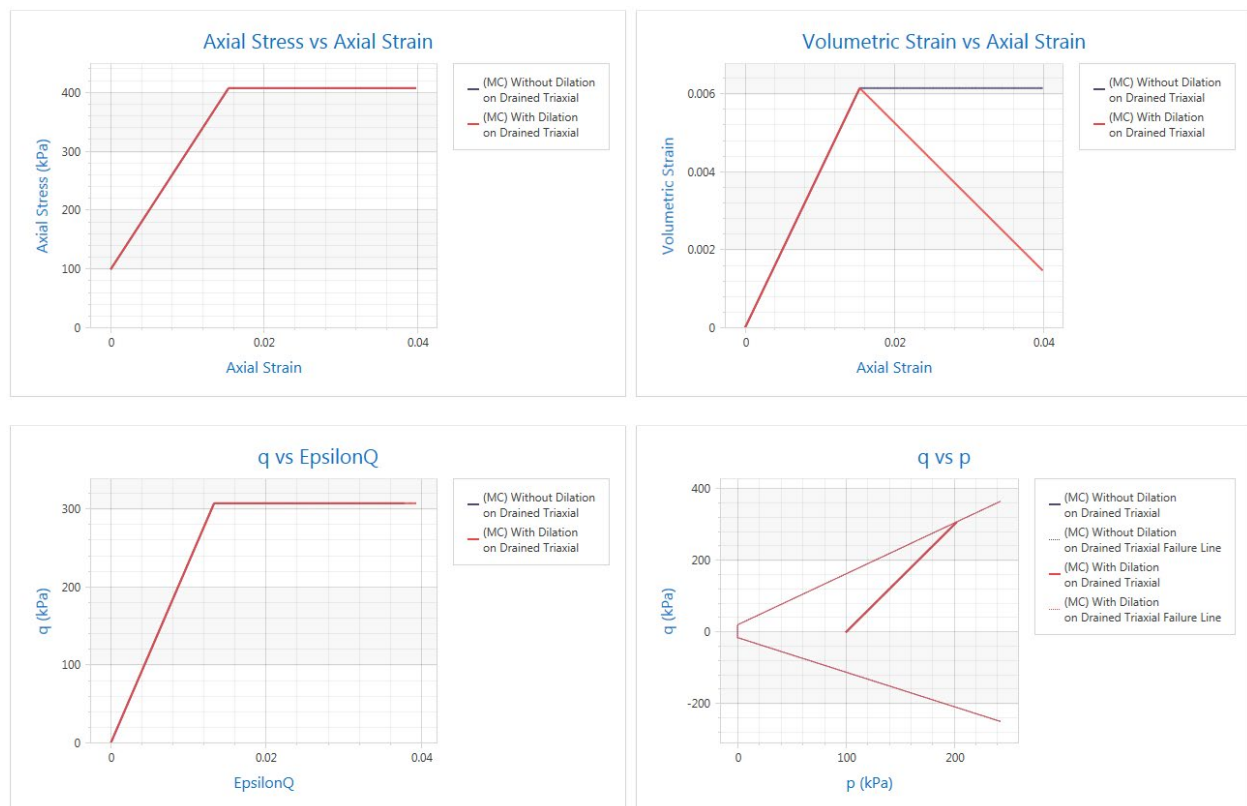 Axial Stress vs Axial Strain
Axial Stress (kPa)
400
300
200
100
0
0
0.02
0.04
Axial Strain
(MC) Without Dilation
on Drained Triaxial
(MC) With Dilation
on Drained Triaxial
Volumetric Strain vs Axial Strain
Volumetric Strain
0.006
0.004
0.002
0
0
0.02
0.04
Axial Strain
(MC) Without Dilation
on Drained Triaxial
(MC) With Dilation
on Drained Triaxial
q vs EpsilonQ
q (kPa)
300
200
100
0
0
0.02
0.04
EpsilonQ
(MC) Without Dilation
on Drained Triaxial
(MC) With Dilation
on Drained Triaxial
q vs p
q (kPa)
400
200
0
-200
0
100
200
p (kPa)
(MC) Without Dilation
on Drained Triaxial
(MC) Without Dilation
on Drained Triaxial Failure Line
(MC) With Dilation
on Drained Triaxial
(MC) With Dilation
on Drained Triaxial Failure Line